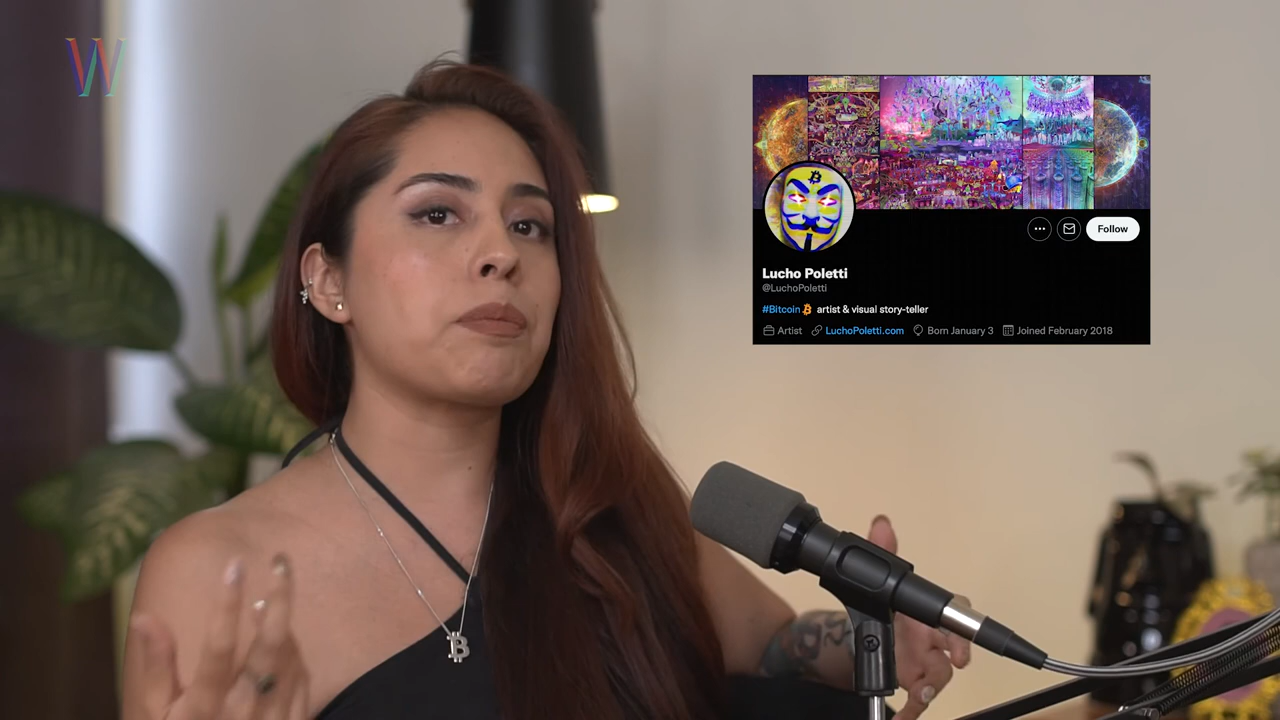 W
Follow
Lucho Poletti
@LuchoPoletti
#Bitcoin₿ artist & visual story-teller
Artist LuchoPoletti.com Born January 3 Joined February 2018